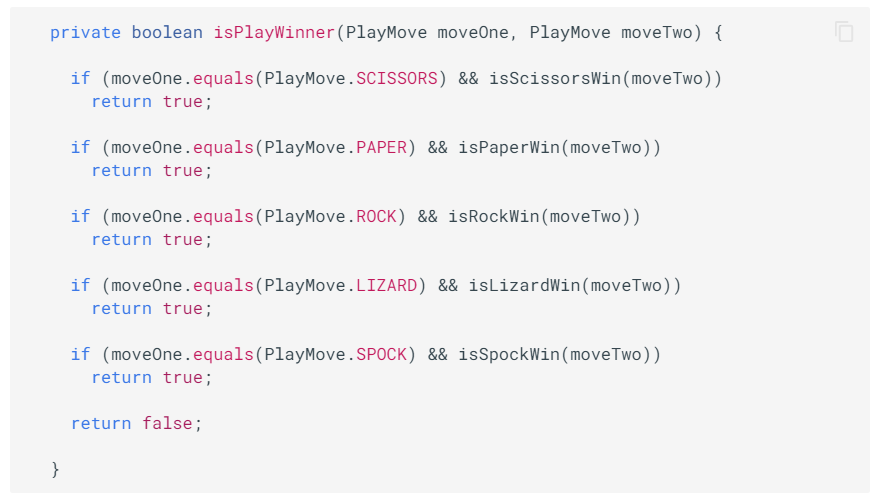 private boolean isPlayWinner(PlayMove moveOne, PlayMove moveTwo) {
if (moveOne.equals(PlayMove.SCISSORS) && isScissorsWin(moveTwo))
return true;
if (moveOne.equals(PlayMove.PAPER) && isPaperWin(moveTwo))
return true;
if (moveOne.equals(PlayMove.ROCK) && isRockWin(moveTwo))
return true;
if (moveOne.equals(PlayMove.LIZARD) && isLizardWin(moveTwo))
return true;
if (moveOne.equals(PlayMove.SPOCK) && isSpockWin(moveTwo))
return true;
return false;
}